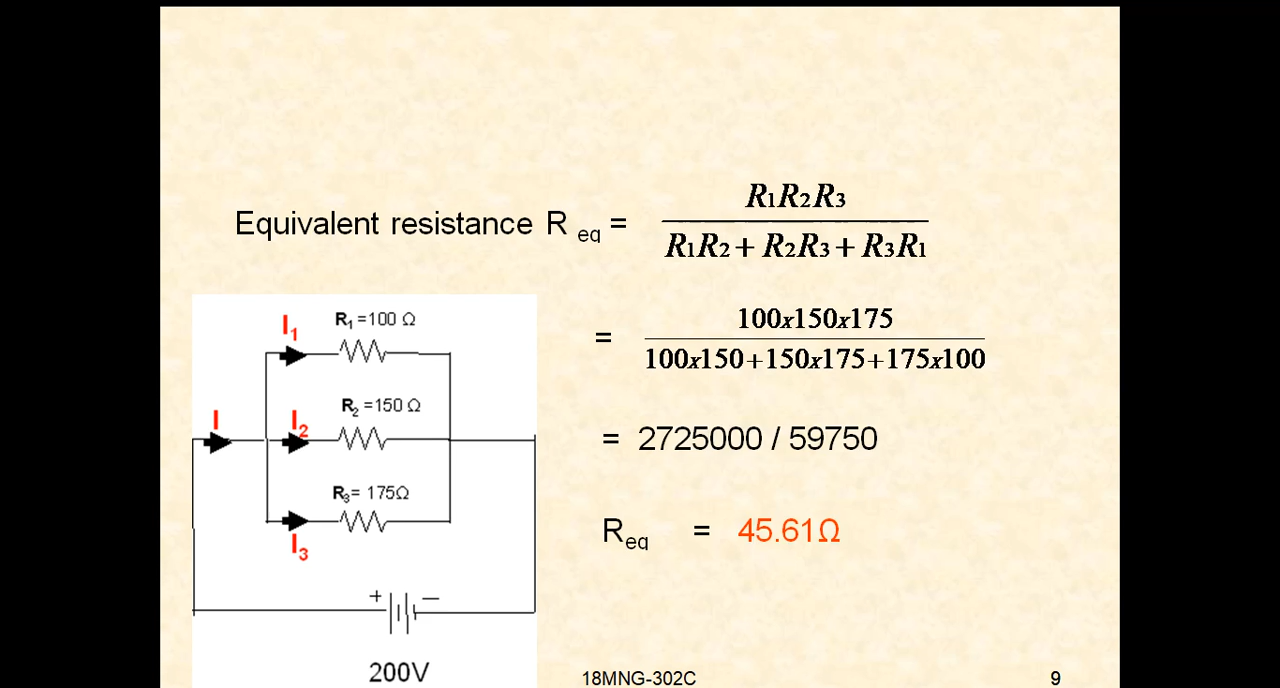 Equivalent resistance R eq =
R1R2R3
R1R2 + R2R3 + R3R1
=
100x150x175
100x150+150x175+175x100
= 2725000 / 59750
Req = 45.61Ω
I1
R1 =100 Ω
I
I2
R2 =150 Ω
R3= 175Ω
I3
+ −
200V
18MNG-302C
9